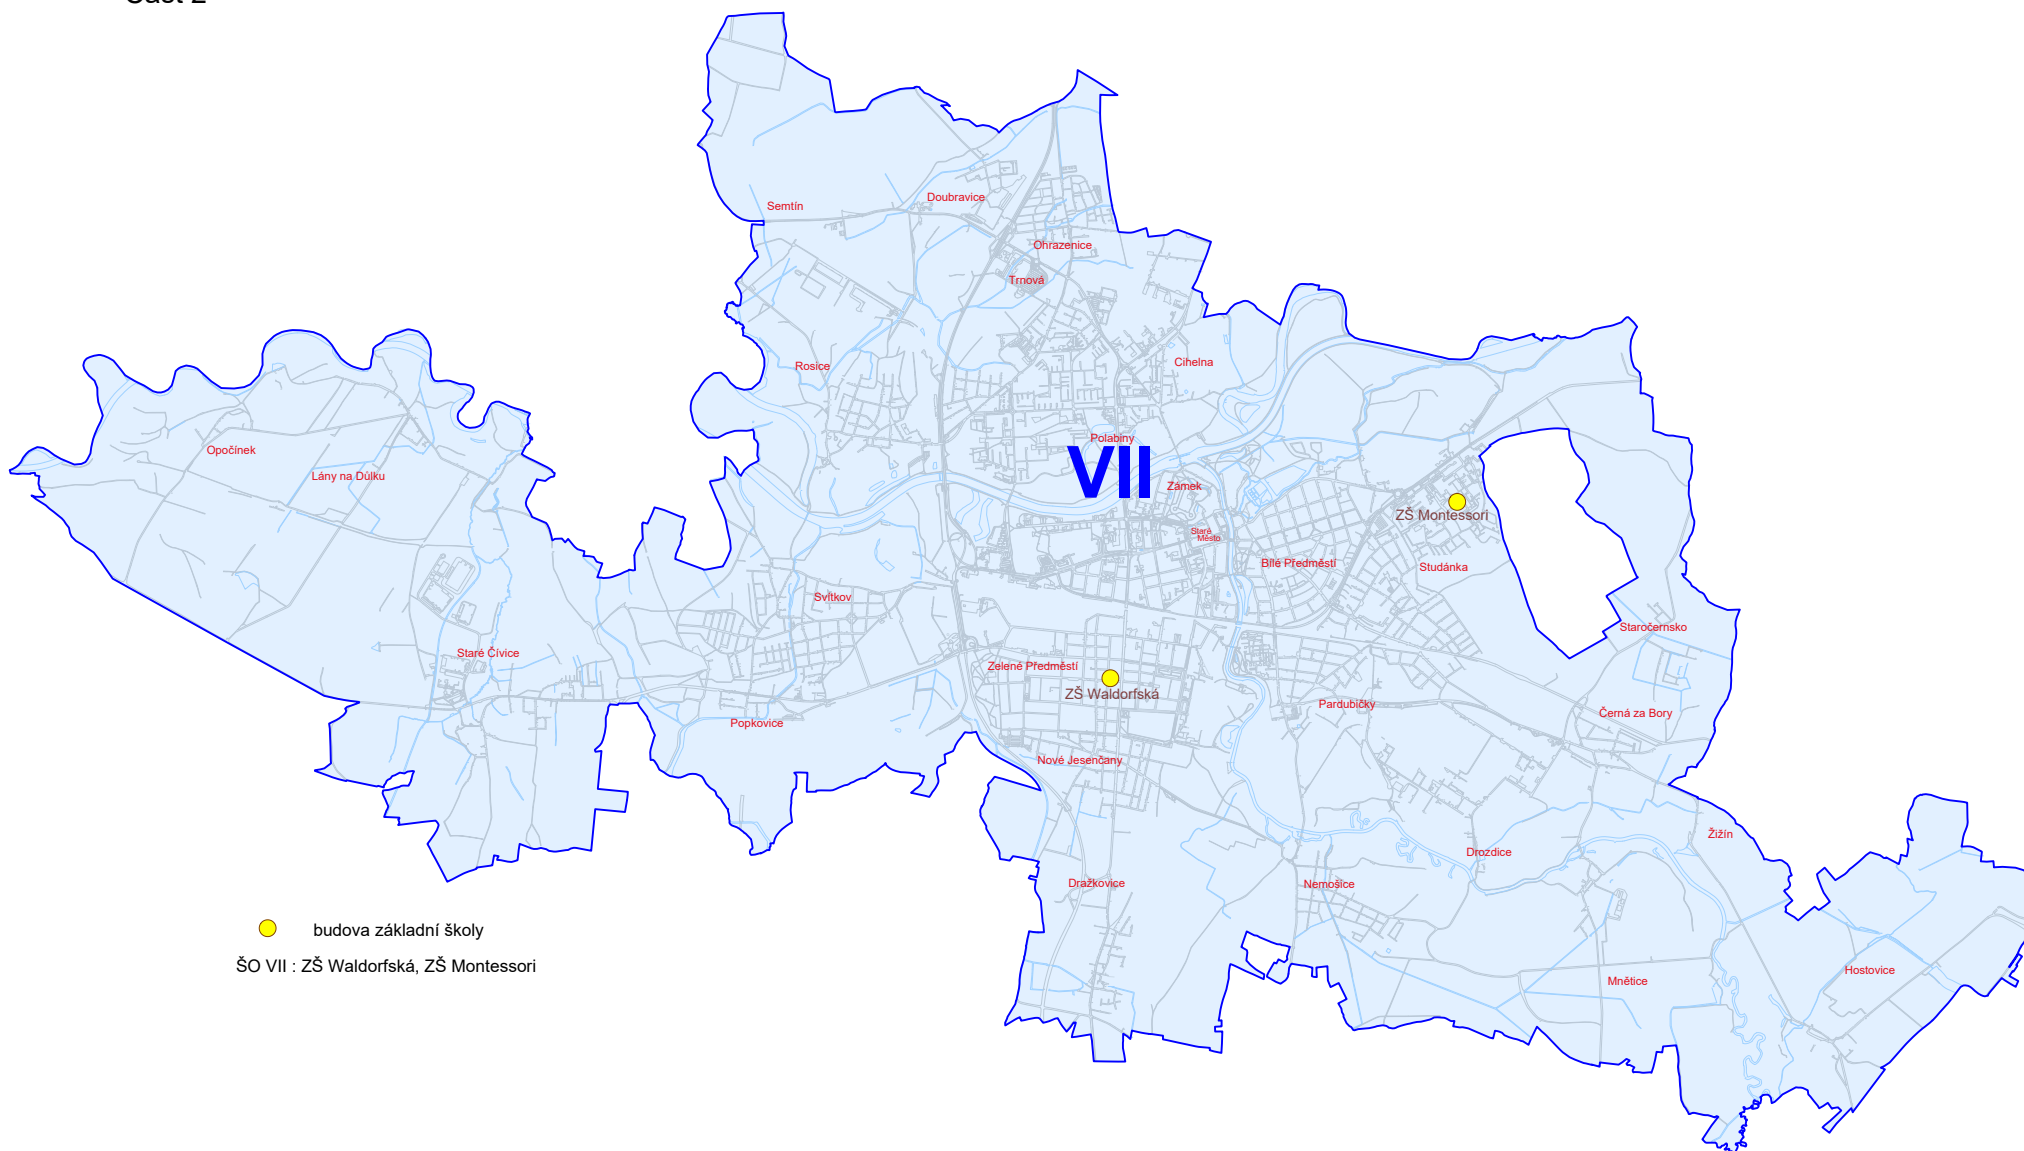 Část 2
Semtín
Doubravice
Ohrazenice
Trnová
Rosice
Cihelna
Opočínek
Lány na Důlku
Polabiny
VII
Zámek
ZŠ Montessori
Staré
Město
Bílé Předměstí
Studánka
Svítkov
Staročernsko
Staré Čívice
Zelené Předměstí
ZŠ Waldorfská
Pardubičky
Černá za Bory
Popkovice
Nové Jesenčany
Žižín
Drozdice
Dražkovice
Nemošice
budova základní školy
ŠO VII : ZŠ Waldorfská, ZŠ Montessori
Hostovice
Mnětice